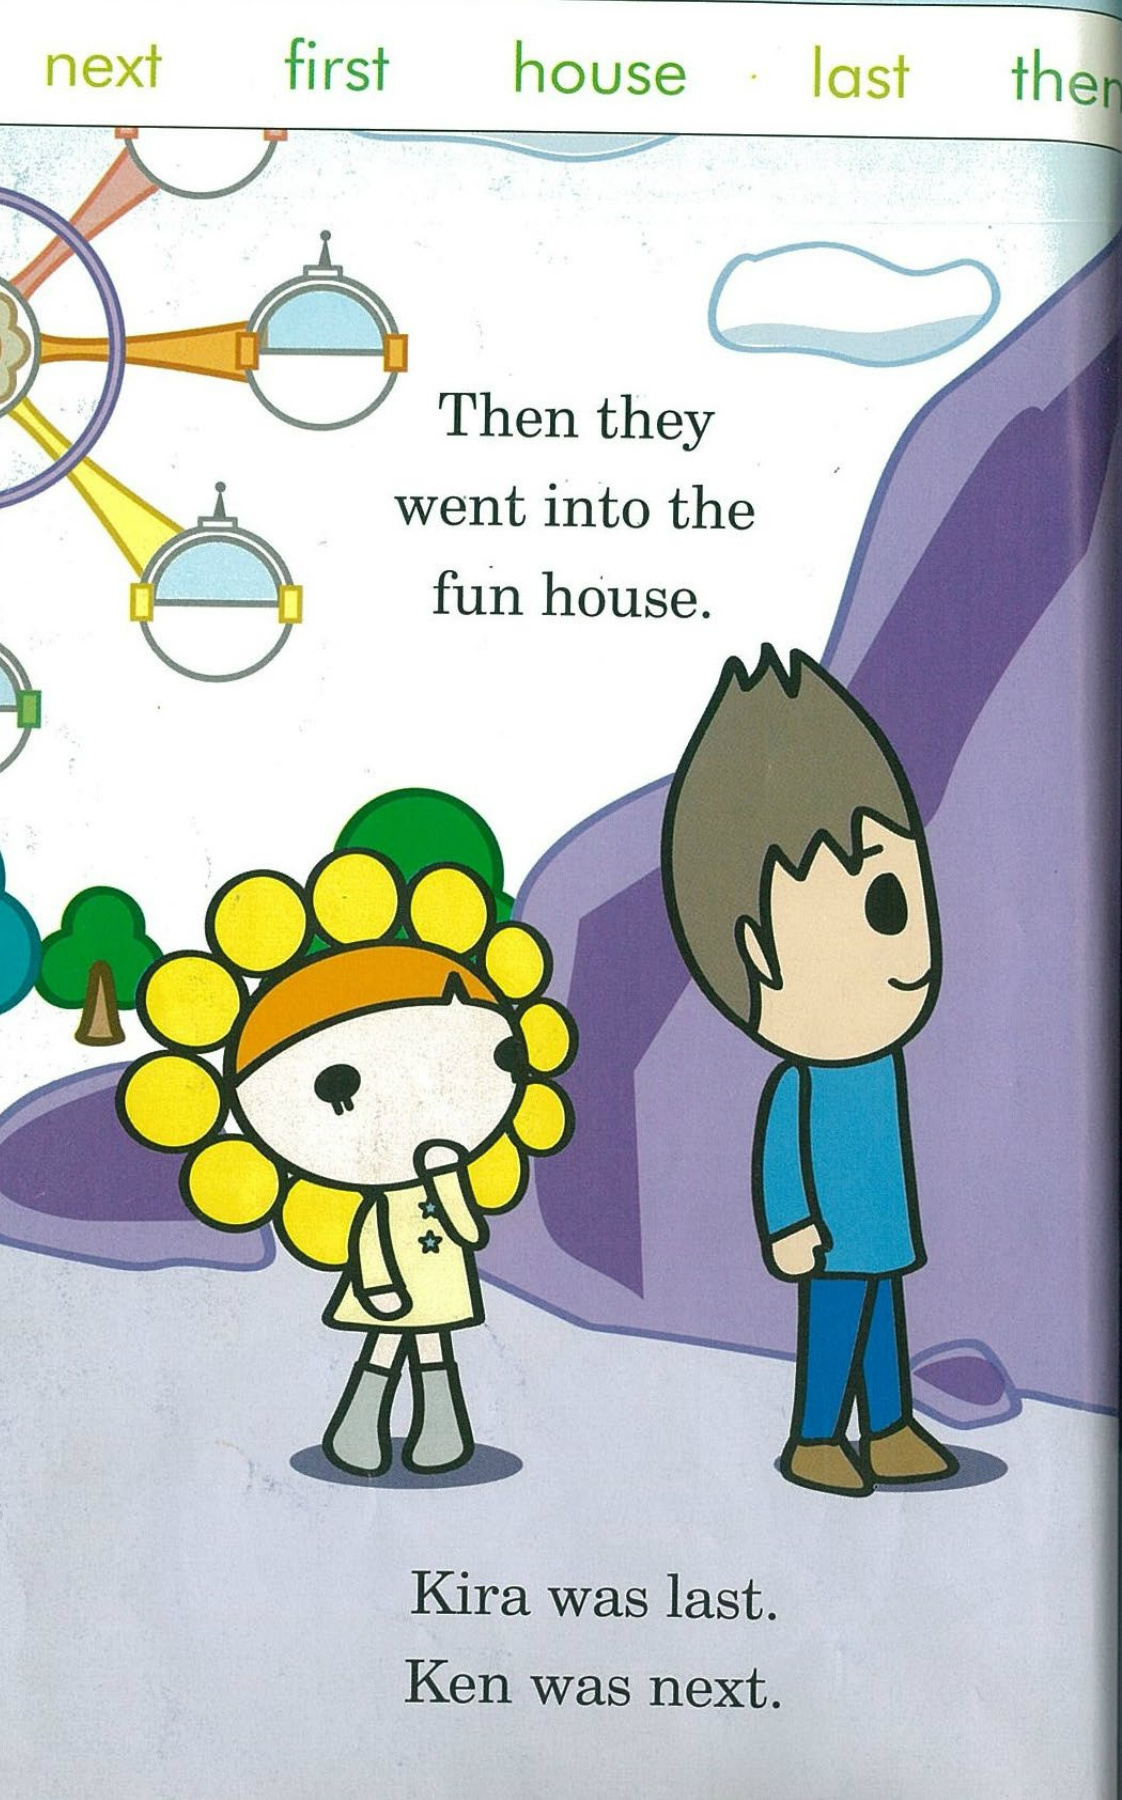 next first house last
Then they
went into the
fun house.
Kira was last.
Ken was next.